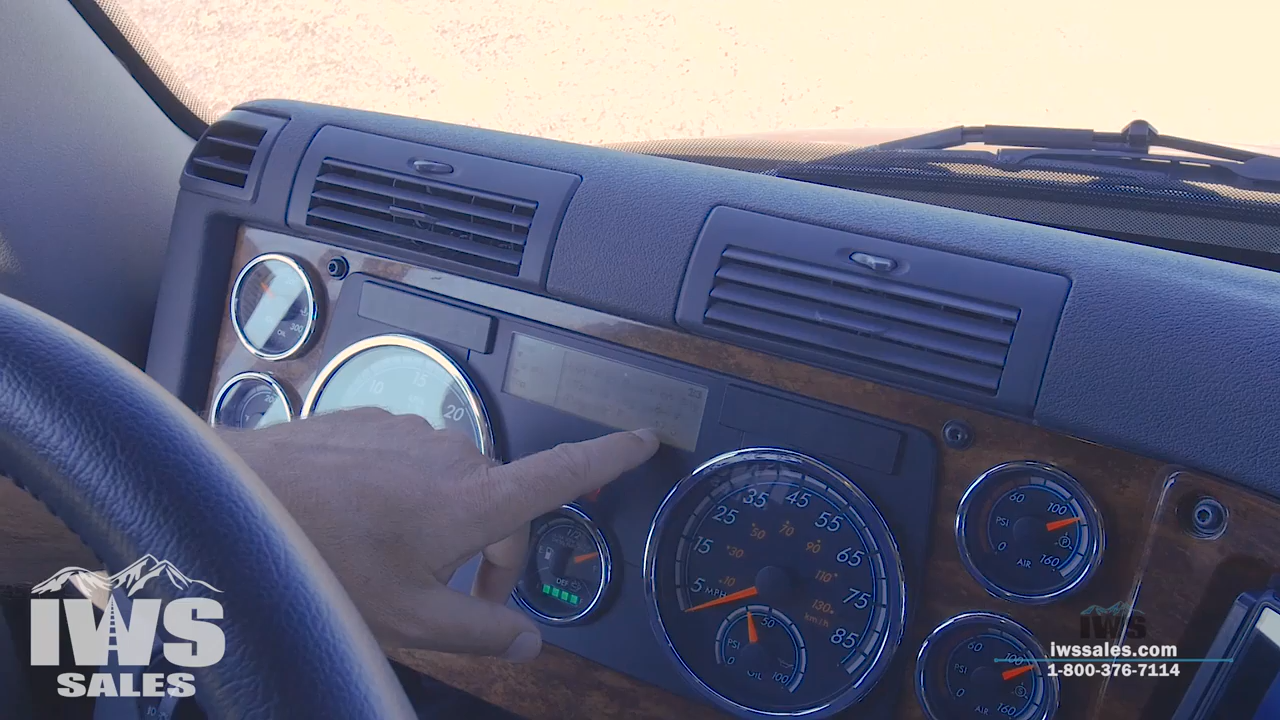 300
10
15
20
DEF
5 15 25 35 45 55 65 75 85
MPH
10 30 50 70 90 110 130
km/h
0 50 100
PSI
OIL
0 60 100 160
PSI
AIR
P
0 60 100 160
PSI
AIR
S
IWS
SALES
IWS
iwssales.com
1-800-376-7114